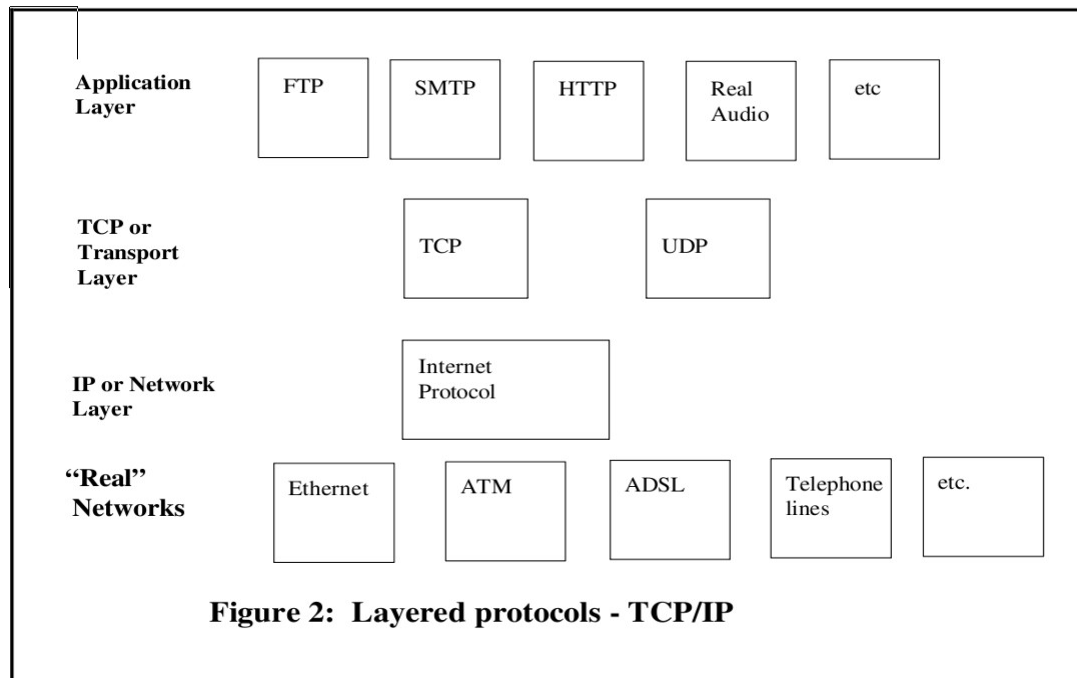 Application
Layer
FTP
SMTP
HTTP
Real
Audio
etc
TCP or
Transport
Layer
TCP
UDP
IP or Network
Layer
Internet
Protocol
“Real”
Networks
Ethernet
ATM
ADSL
Telephone
lines
etc.
Figure 2: Layered protocols - TCP/IP